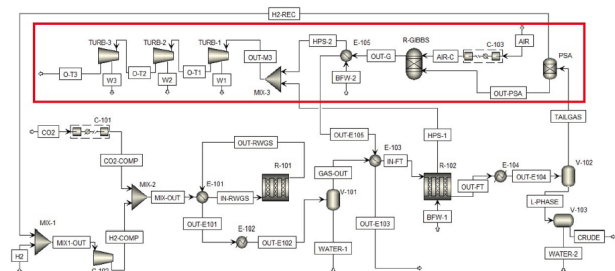 H2-REC
TURB-3
TURB-2
TURB-1
OUT-M3
HPS-2
E-105
R-GIBBS
C-103
AIR
PSA
OUT-G
AIR-C
O-T3
O-T2
O-T1
W3
W2
W1
MIX-3
BFW-2
OUT-PSA
TAILGAS
CO2
C-101
CO2-COMP
OUT-RWGS
R-101
OUT-E105
HPS-1
GAS-OUT
E-103
IN-FT
R-102
E-104
V-102
MIX-2
MIX-OUT
E-101
IN-RWGS
V-101
OUT-FT
OUT-E104
L-PHASE
V-103
MIX-1
H2-COMP
OUT-E101
E-102
OUT-E102
OUT-E103
BFW-1
CRUDE
H2
MIX1-OUT
WATER-1
WATER-2